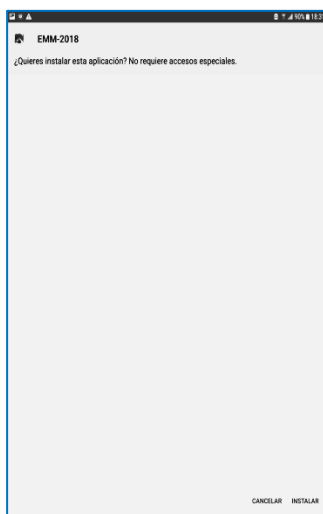 90% 18:3
EMM-2018
¿Quieres instalar esta aplicación? No requiere accesos especiales.
CANCELAR INSTALAR